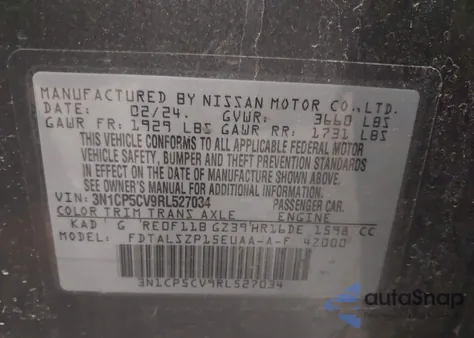 MANUFACTURED BY NISSAN MOTOR CO.,LTD.
DATE: 02/24. GVWR: 3660 LBS
GAWR FR: 1929 LBS GAWR RR: 1731 LBS
THIS VEHICLE CONFORMS TO ALL APPLICABLE FEDERAL MOTOR
VEHICLE SAFETY, BUMPER AND THEFT PREVENTION STANDARDS
IN EFFECT ON THE DATE OF MANUFACTURE SHOWN ABOVE.
SEE OWNER'S MANUAL FOR ADDITIONAL INFORMATION.
VIN: 3N1CP5CV9RL527034 PASSENGER CAR.
COLOR TRIM TRANS AXLE ENGINE
KAD G RE0F11B GZ39 HR16DE 1598 CC
MODEL: FDTALSZP15EUAA-A-F 42000
3N1CP5CV9RL527034
autoSnap